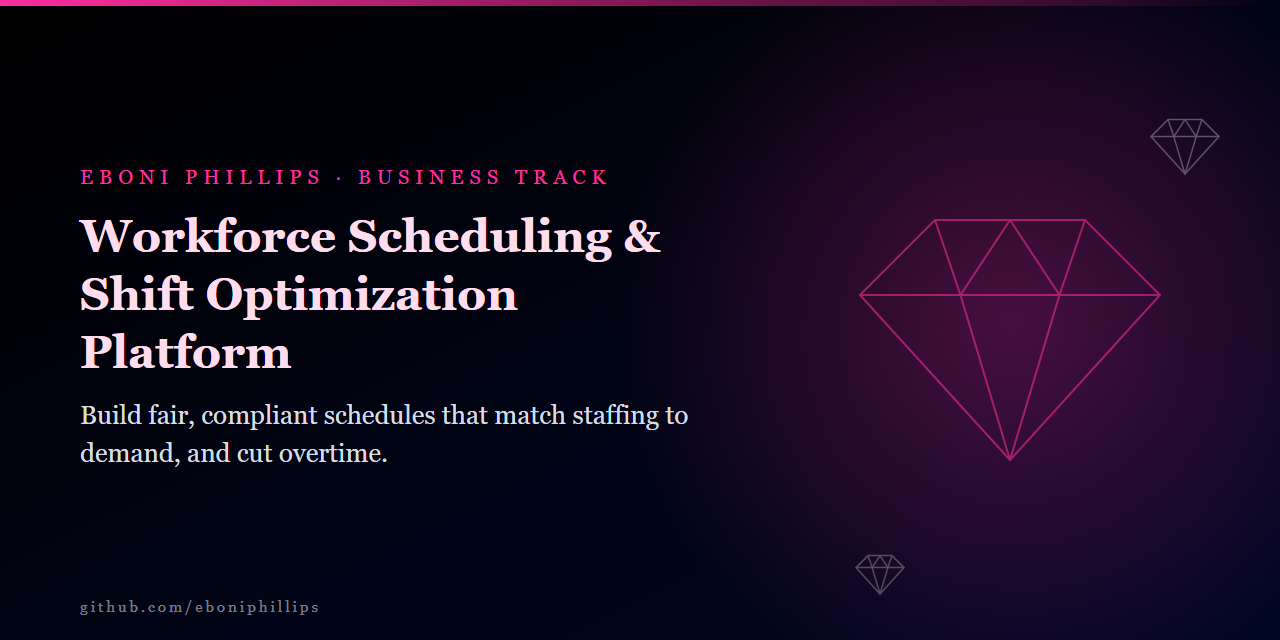 EBONI PHILLIPS · BUSINESS TRACK
Workforce Scheduling &
Shift Optimization
Platform
Build fair, compliant schedules that match staffing to
demand, and cut overtime.
github.com/eboniphillips